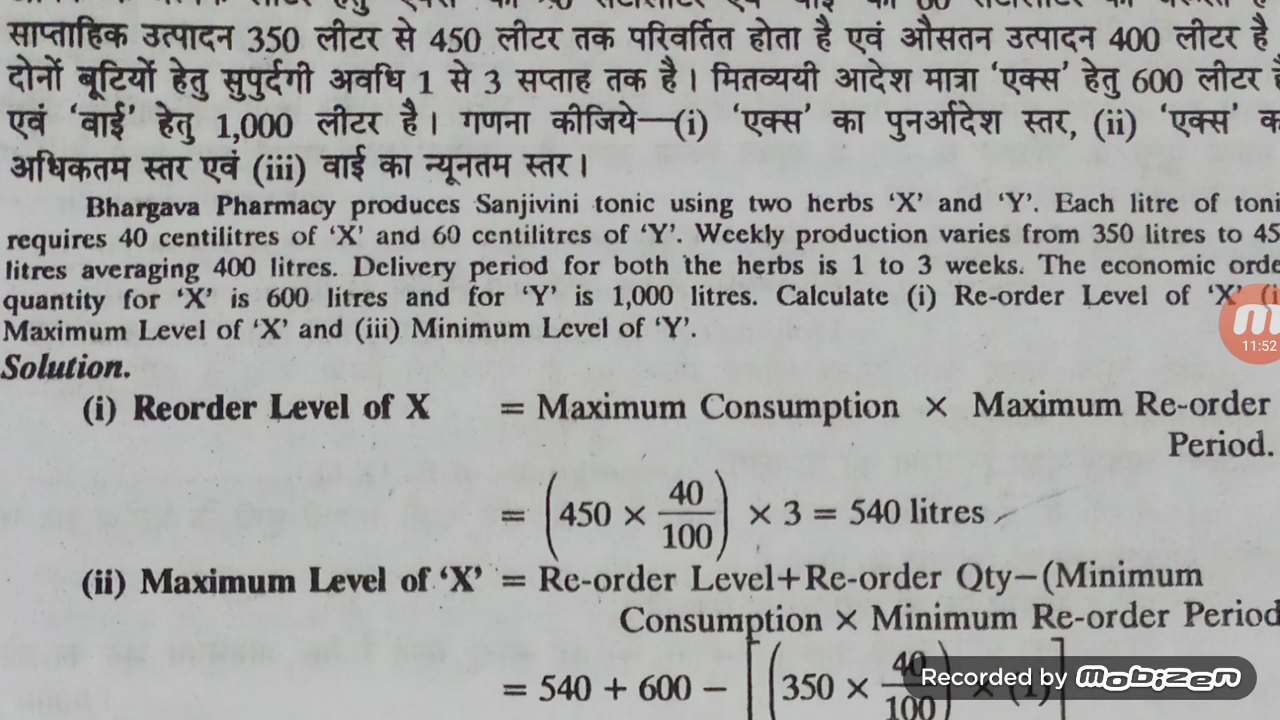 साप्ताहिक उत्पादन 350 लीटर से 450 लीटर तक परिवर्तित होता है एवं औसतन उत्पादन 400 लीटर है
दोनों बूटियों हेतु सुपुर्दगी अवधि 1 से 3 सप्ताह तक है। मितव्ययी आदेश मात्रा 'एक्स' हेतु 600 लीटर है
एवं 'वाई' हेतु 1,000 लीटर है। गणना कीजिये—(i) 'एक्स' का पुनर्आदेश स्तर, (ii) 'एक्स' क
अधिकतम स्तर एवं (iii) वाई का न्यूनतम स्तर।
Bhargava Pharmacy produces Sanjivini tonic using two herbs 'X' and 'Y'. Each litre of toni
requires 40 centilitres of 'X' and 60 centilitres of 'Y'. Weekly production varies from 350 litres to 45
litres averaging 400 litres. Delivery period for both the herbs is 1 to 3 weeks. The economic orde
quantity for 'X' is 600 litres and for 'Y' is 1,000 litres. Calculate (i) Re-order Level of 'X' (i
Maximum Level of 'X' and (iii) Minimum Level of 'Y'.
11:52
Solution.
(i) Reorder Level of X = Maximum Consumption × Maximum Re-order
Period.
= (450 × 40/100) × 3 = 540 litres
(ii) Maximum Level of 'X' = Re-order Level+Re-order Qty−(Minimum
Consumption × Minimum Re-order Period
= 540 + 600 − [(350 × 40/100) × (1)]
Recorded by mobizen